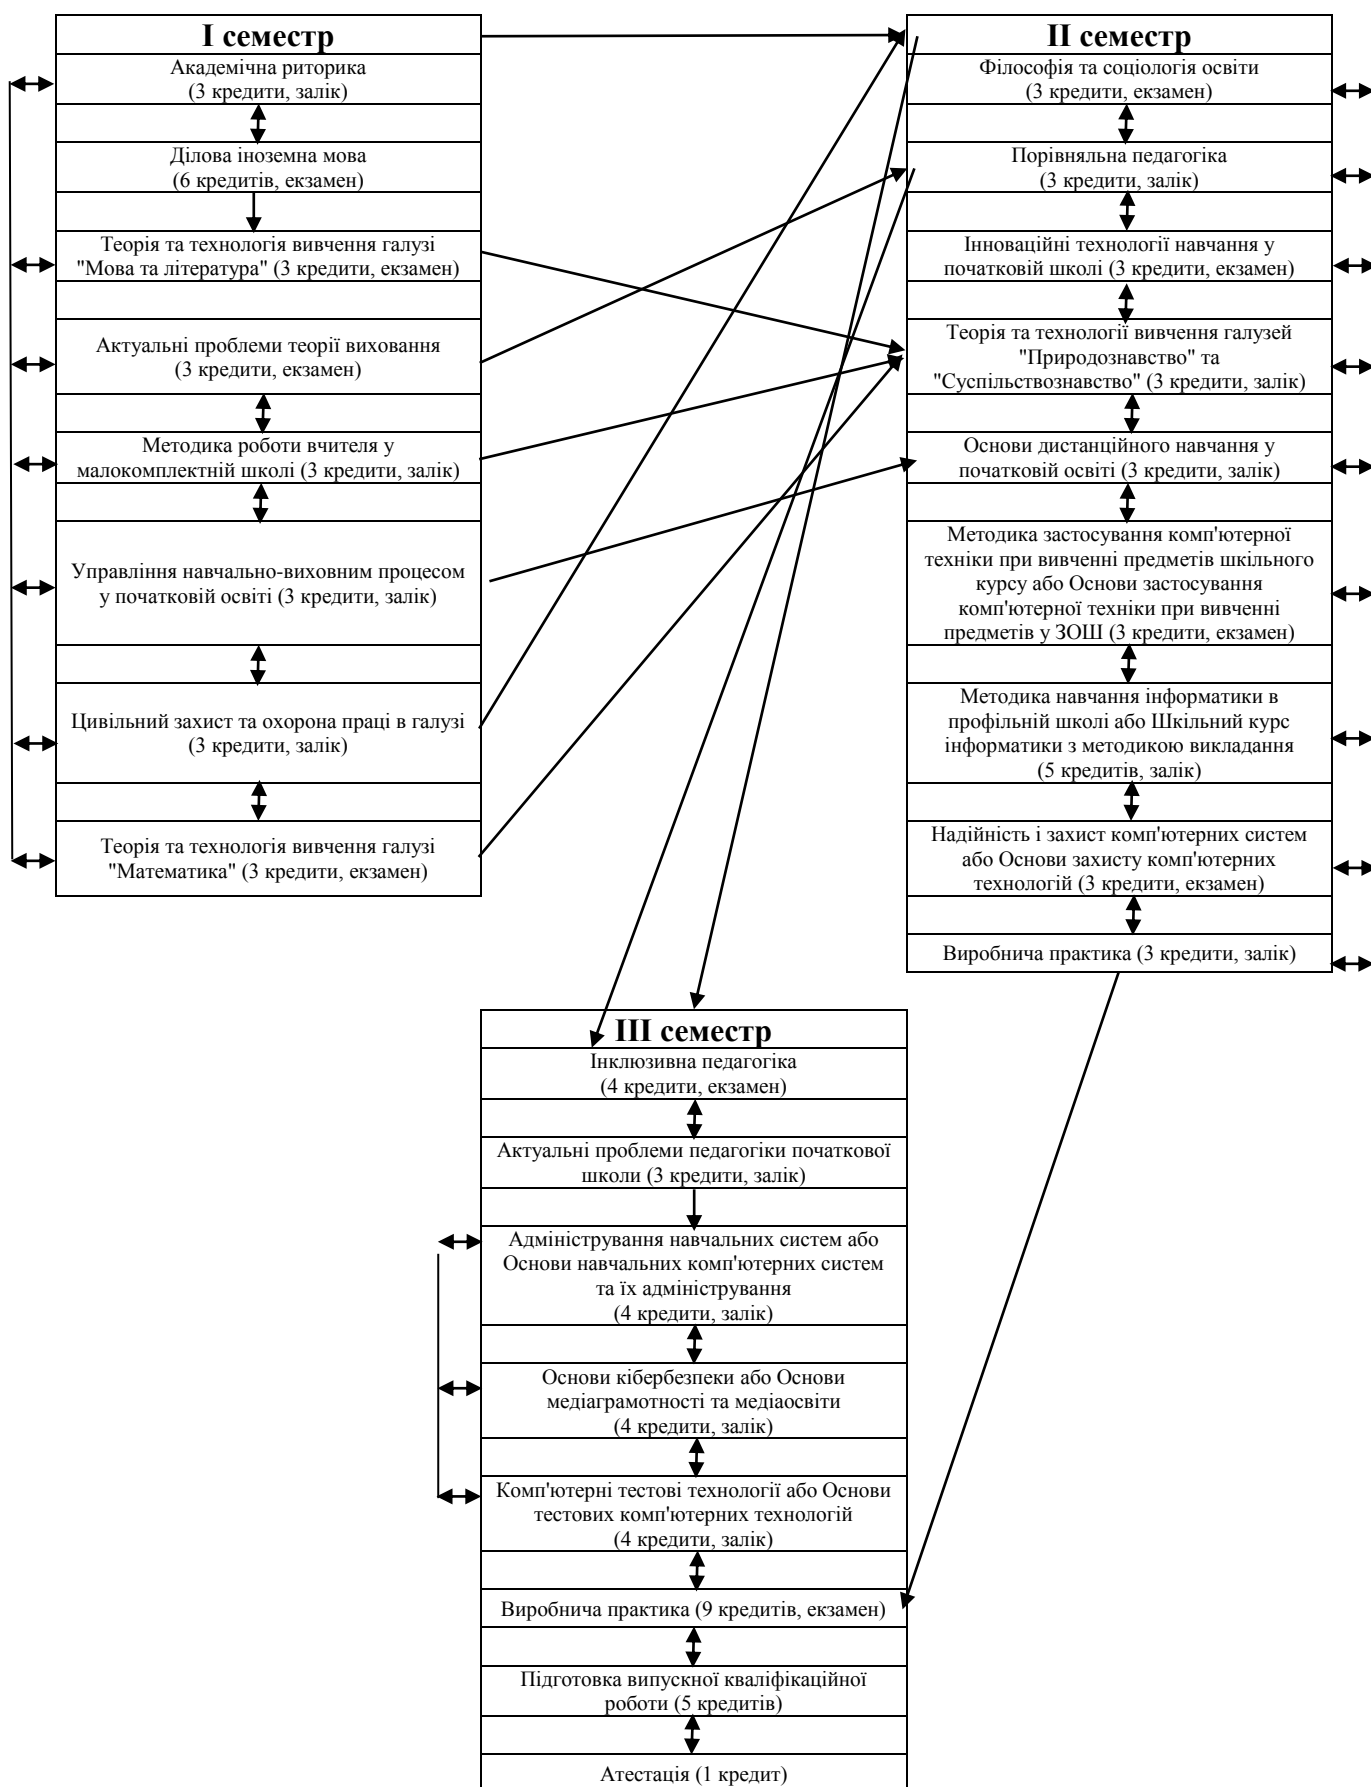 І семестр
Академічна риторика
(3 кредити, залік)
Ділова іноземна мова
(6 кредитів, екзамен)
Теорія та технологія вивчення галузі
"Мова та література" (3 кредити, екзамен)
Актуальні проблеми теорії виховання
(3 кредити, екзамен)
Методика роботи вчителя у
малокомплектній школі (3 кредити, залік)
Управління навчально-виховним процесом
у початковій освіті (3 кредити, залік)
Цивільний захист та охорона праці в галузі
(3 кредити, залік)
Теорія та технологія вивчення галузі
"Математика" (3 кредити, екзамен)
ІІ семестр
Філософія та соціологія освіти
(3 кредити, екзамен)
Порівняльна педагогіка
(3 кредити, залік)
Інноваційні технології навчання у
початковій школі (3 кредити, екзамен)
Теорія та технології вивчення галузей
"Природознавство" та
"Суспільствознавство" (3 кредити, залік)
Основи дистанційного навчання у
початковій освіті (3 кредити, залік)
Методика застосування комп'ютерної
техніки при вивченні предметів шкільного
курсу або Основи застосування
комп'ютерної техніки при вивченні
предметів у ЗОШ (3 кредити, екзамен)
Методика навчання інформатики в
профільній школі або Шкільний курс
інформатики з методикою викладання
(5 кредитів, залік)
Надійність і захист комп'ютерних систем
або Основи захисту комп'ютерних
технологій (3 кредити, екзамен)
Виробнича практика (3 кредити, залік)
ІІІ семестр
Інклюзивна педагогіка
(4 кредити, екзамен)
Актуальні проблеми педагогіки початкової
школи (3 кредити, залік)
Адміністрування навчальних систем або
Основи навчальних комп'ютерних систем
та їх адміністрування
(4 кредити, залік)
Основи кібербезпеки або Основи
медіаграмотності та медіаосвіти
(4 кредити, залік)
Комп'ютерні тестові технології або Основи
тестових комп'ютерних технологій
(4 кредити, залік)
Виробнича практика (9 кредитів, екзамен)
Підготовка випускної кваліфікаційної
роботи (5 кредитів)
Атестація (1 кредит)